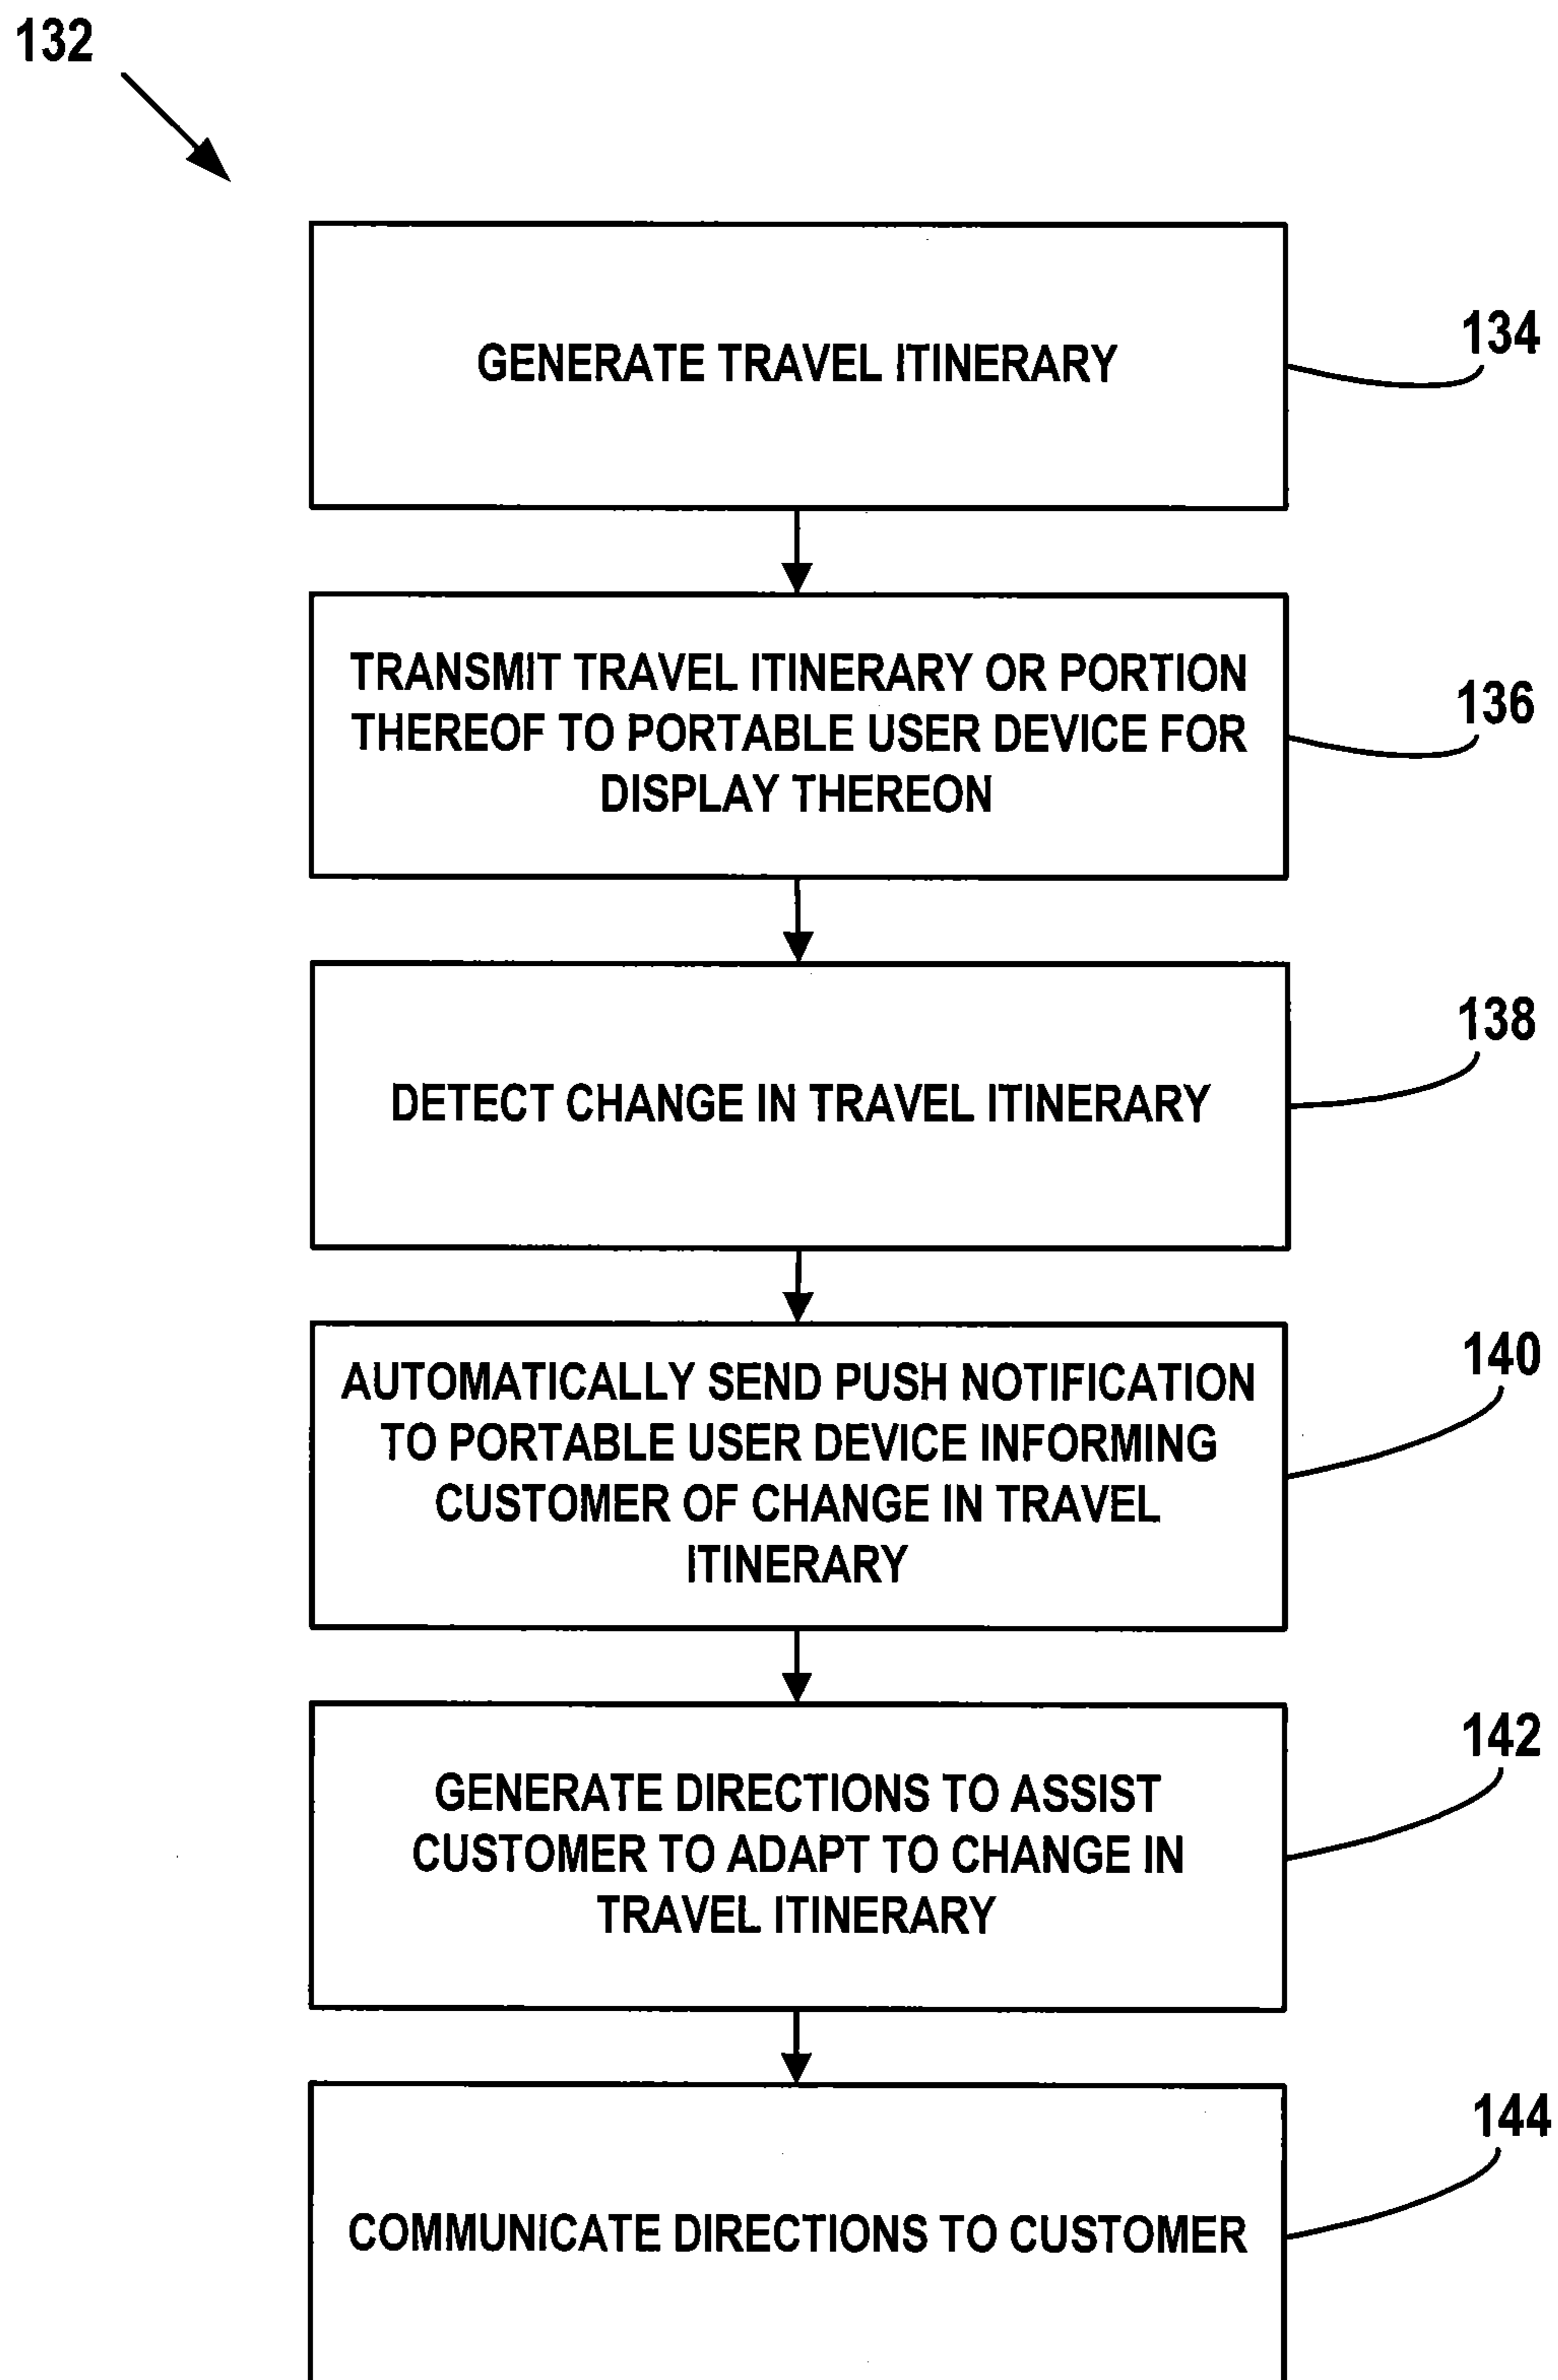 132
GENERATE TRAVEL ITINERARY
134
TRANSMIT TRAVEL ITINERARY OR PORTION
THEREOF TO PORTABLE USER DEVICE FOR
DISPLAY THEREON
136
DETECT CHANGE IN TRAVEL ITINERARY
138
AUTOMATICALLY SEND PUSH NOTIFICATION
TO PORTABLE USER DEVICE INFORMING
CUSTOMER OF CHANGE IN TRAVEL
ITINERARY
140
GENERATE DIRECTIONS TO ASSIST
CUSTOMER TO ADAPT TO CHANGE IN
TRAVEL ITINERARY
142
COMMUNICATE DIRECTIONS TO CUSTOMER
144